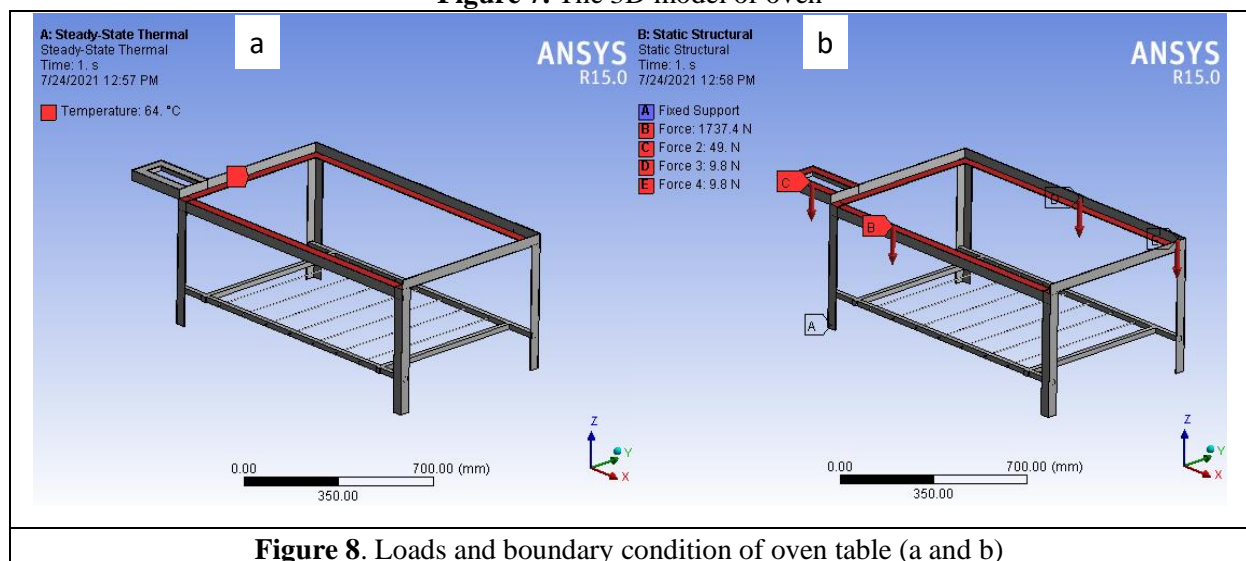 Figure 7. The 3D model of oven
A: Steady-State Thermal
Steady-State Thermal
Time: 1. s
7/24/2021 12:57 PM
Temperature: 64. °C
a
ANSYS
R15.0
0.00
700.00 (mm)
350.00
Z
Y
X
B: Static Structural
Static Structural
Time: 1. s
7/24/2021 12:58 PM
A Fixed Support
B Force: 1737.4 N
C Force 2: 49. N
D Force 3: 9.8 N
E Force 4: 9.8 N
b
ANSYS
R15.0
C
B
A
0.00
700.00 (mm)
350.00
Z
Y
X
Figure 8. Loads and boundary condition of oven table (a and b)